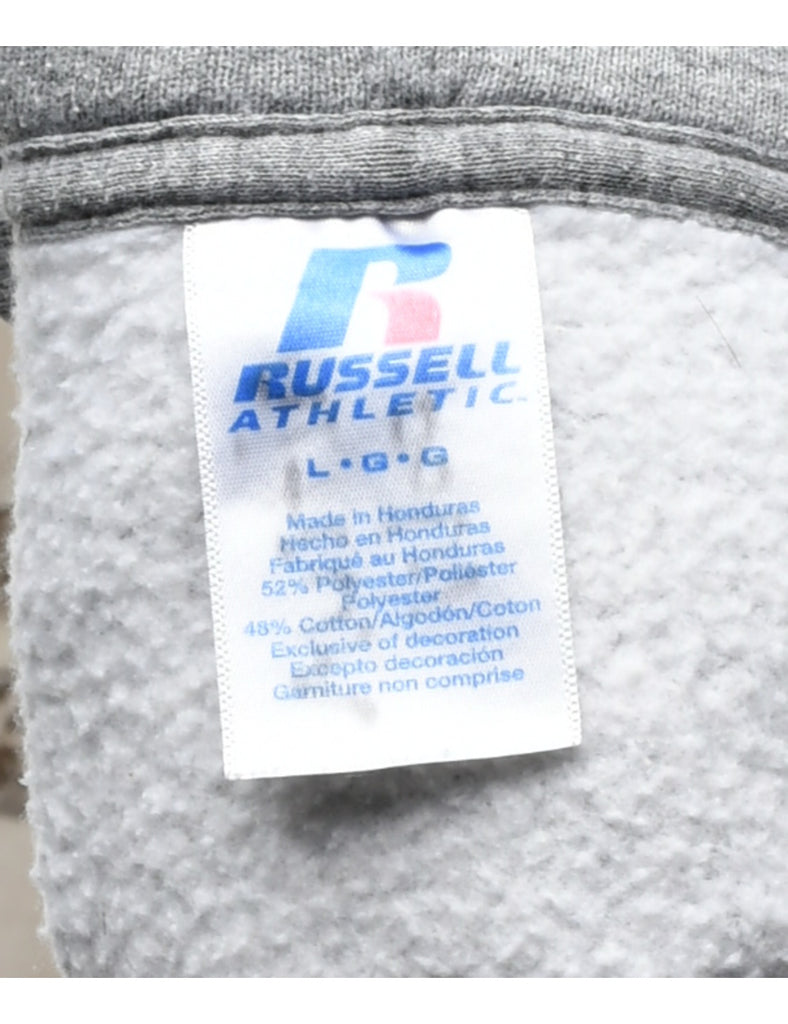 RUSSELL
ATHLETIC™
L•G•G
Made in Honduras
Hecho en Honduras
Fabriqué au Honduras
52% Polyester/Poliéster
Polyester
48% Cotton/Algodón/Coton
Exclusive of decoration
Excepto decoración
Garniture non comprise